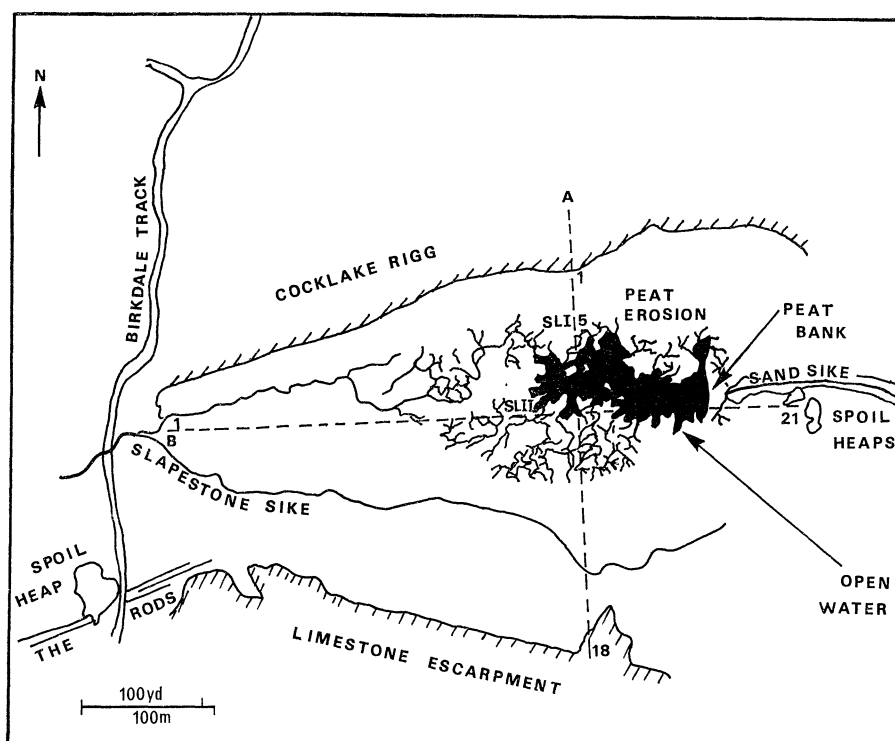 N
BIRKDALE TRACK
A
COCKLAKE RIGG
1
SLI 5
PEAT
EROSION
PEAT
BANK
SAND SIKE
SLII
1
B
21
SPOIL
HEAPS
SLAPESTONE SIKE
SPOIL
HEAP
THE RODS
OPEN
WATER
LIMESTONE ESCARPMENT
18
100yd
100m